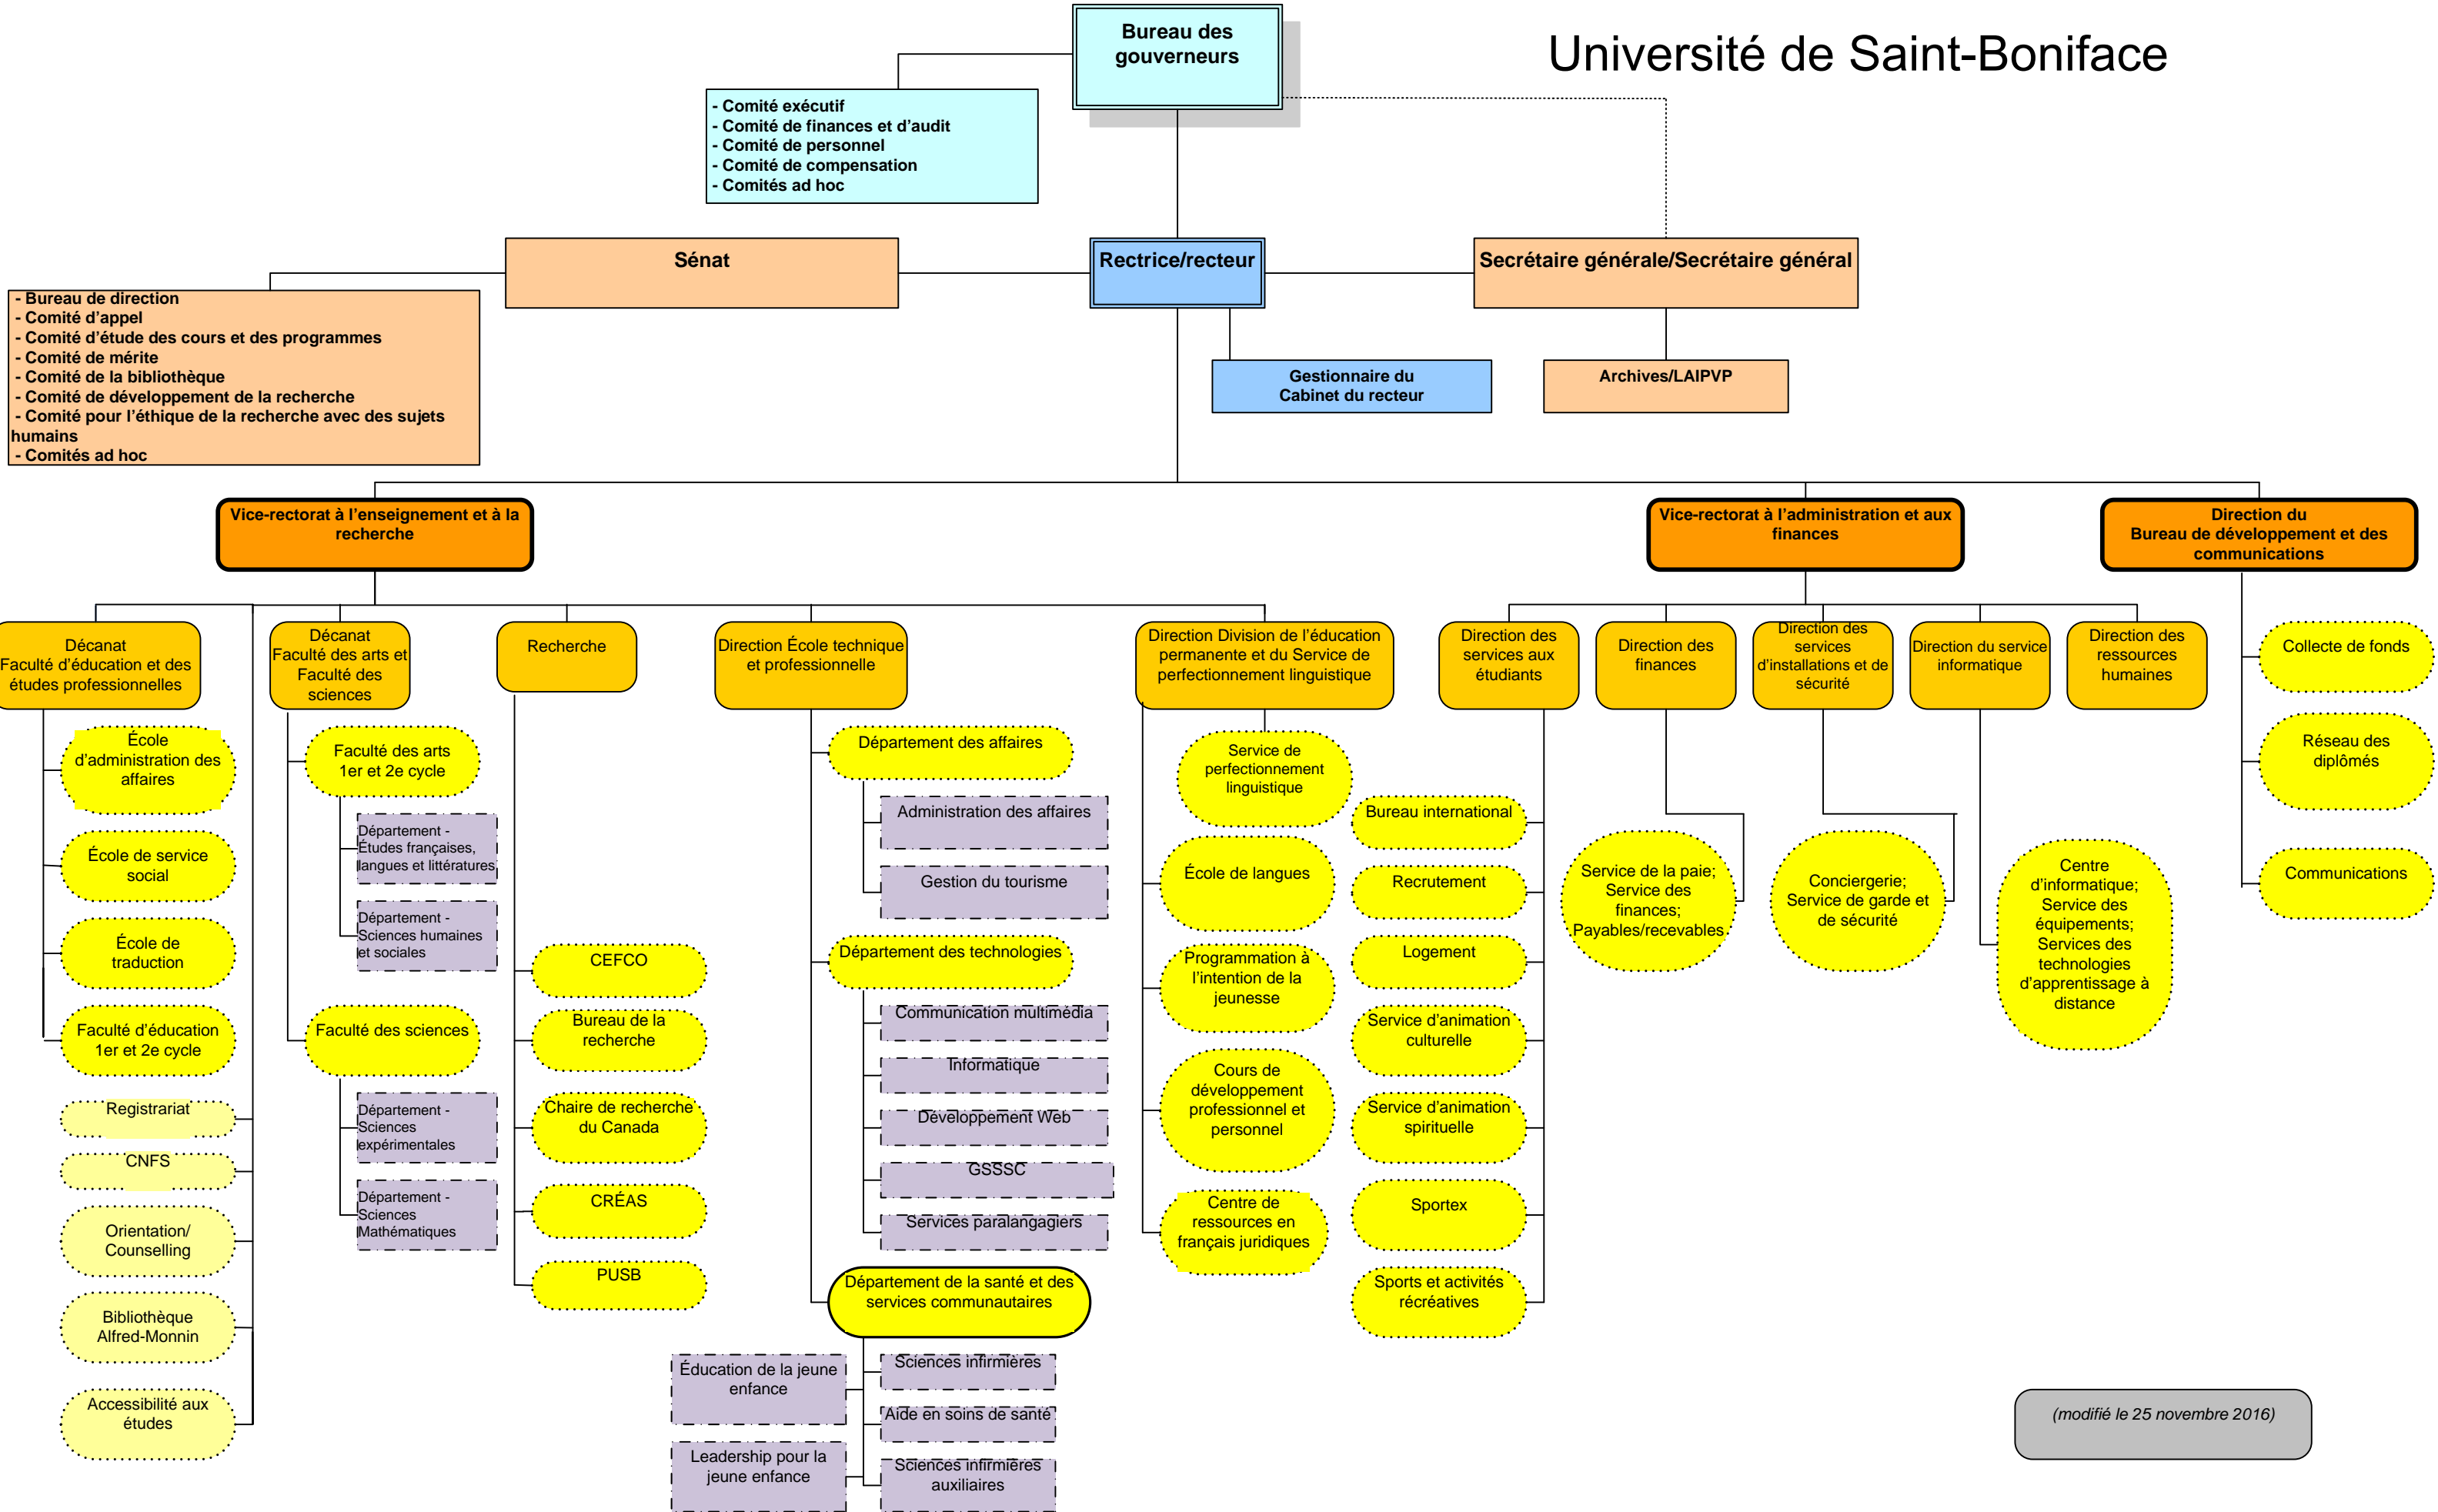 Université de Saint-Boniface
Bureau des
gouverneurs
- Comité exécutif
- Comité de finances et d'audit
- Comité de personnel
- Comité de compensation
- Comités ad hoc
Sénat
Rectrice/recteur
Secrétaire générale/Secrétaire général
- Bureau de direction
- Comité d'appel
- Comité d'étude des cours et des programmes
- Comité de mérite
- Comité de la bibliothèque
- Comité de développement de la recherche
- Comité pour l'éthique de la recherche avec des sujets
humains
- Comités ad hoc
Gestionnaire du
Cabinet du recteur
Archives/LAIPVP
Vice-rectorat à l'enseignement et à la
recherche
Vice-rectorat à l'administration et aux
finances
Direction du
Bureau de développement et des
communications
Décanat
Faculté d'éducation et des
études professionnelles
Décanat
Faculté des arts et
Faculté des
sciences
Recherche
Direction École technique
et professionnelle
Direction Division de l'éducation
permanente et du Service de
perfectionnement linguistique
Direction des
services aux
étudiants
Direction des
finances
Direction des
services
d'installations et de
sécurité
Direction du service
informatique
Direction des
ressources
humaines
École
d'administration des
affaires
École de service
social
École de
traduction
Faculté d'éducation
1er et 2e cycle
Registrariat
CNFS
Orientation/
Counselling
Bibliothèque
Alfred-Monnin
Accessibilité aux
études
Faculté des arts
1er et 2e cycle
Département -
Études françaises,
langues et littératures
Département -
Sciences humaines
et sociales
Faculté des sciences
Département -
Sciences
expérimentales
Département -
Sciences
Mathématiques
CEFCO
Bureau de la
recherche
Chaire de recherche
du Canada
CRÉAS
PUSB
Département des affaires
Administration des affaires
Gestion du tourisme
Département des technologies
Communication multimédia
Informatique
Développement Web
GSSSC
Services paralangagiers
Département de la santé et des
services communautaires
Éducation de la jeune
enfance
Leadership pour la
jeune enfance
Sciences infirmières
Aide en soins de santé
Sciences infirmières
auxiliaires
Service de
perfectionnement
linguistique
École de langues
Programmation à
l'intention de la
jeunesse
Cours de
développement
professionnel et
personnel
Centre de
ressources en
français juridiques
Bureau international
Recrutement
Logement
Service d'animation
culturelle
Service d'animation
spirituelle
Sportex
Sports et activités
récréatives
Service de la paie;
Service des
finances;
Payables/recevables
Conciergerie;
Service de garde et
de sécurité
Centre
d'informatique;
Service des
équipements;
Services des
technologies
d'apprentissage à
distance
Collecte de fonds
Réseau des
diplômés
Communications
(modifié le 25 novembre 2016)